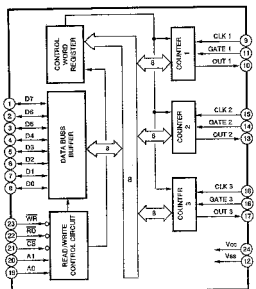 CONTROL
WORD
REGISTER
COUNTER
1
CLK 1
9
GATE 1
11
OUT 1
10
8
D7
1
D6
2
D5
3
D4
4
D3
5
D2
6
D1
7
D0
8
DATA BUSS
BUFFER
8
8
COUNTER
2
CLK 2
15
GATE 2
14
OUT 2
13
8
COUNTER
3
CLK 3
18
GATE 3
16
OUT 3
17
8
WR
23
RD
22
CS
21
A1
20
A0
19
READ/WRITE
CONTROL CIRCUIT
Vcc
24
Vss
12